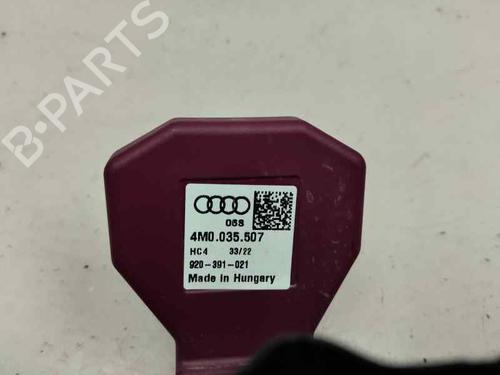 B-PARTS
068
4M0.035.507
HC4 33/22
920-391-021
Made in Hungary